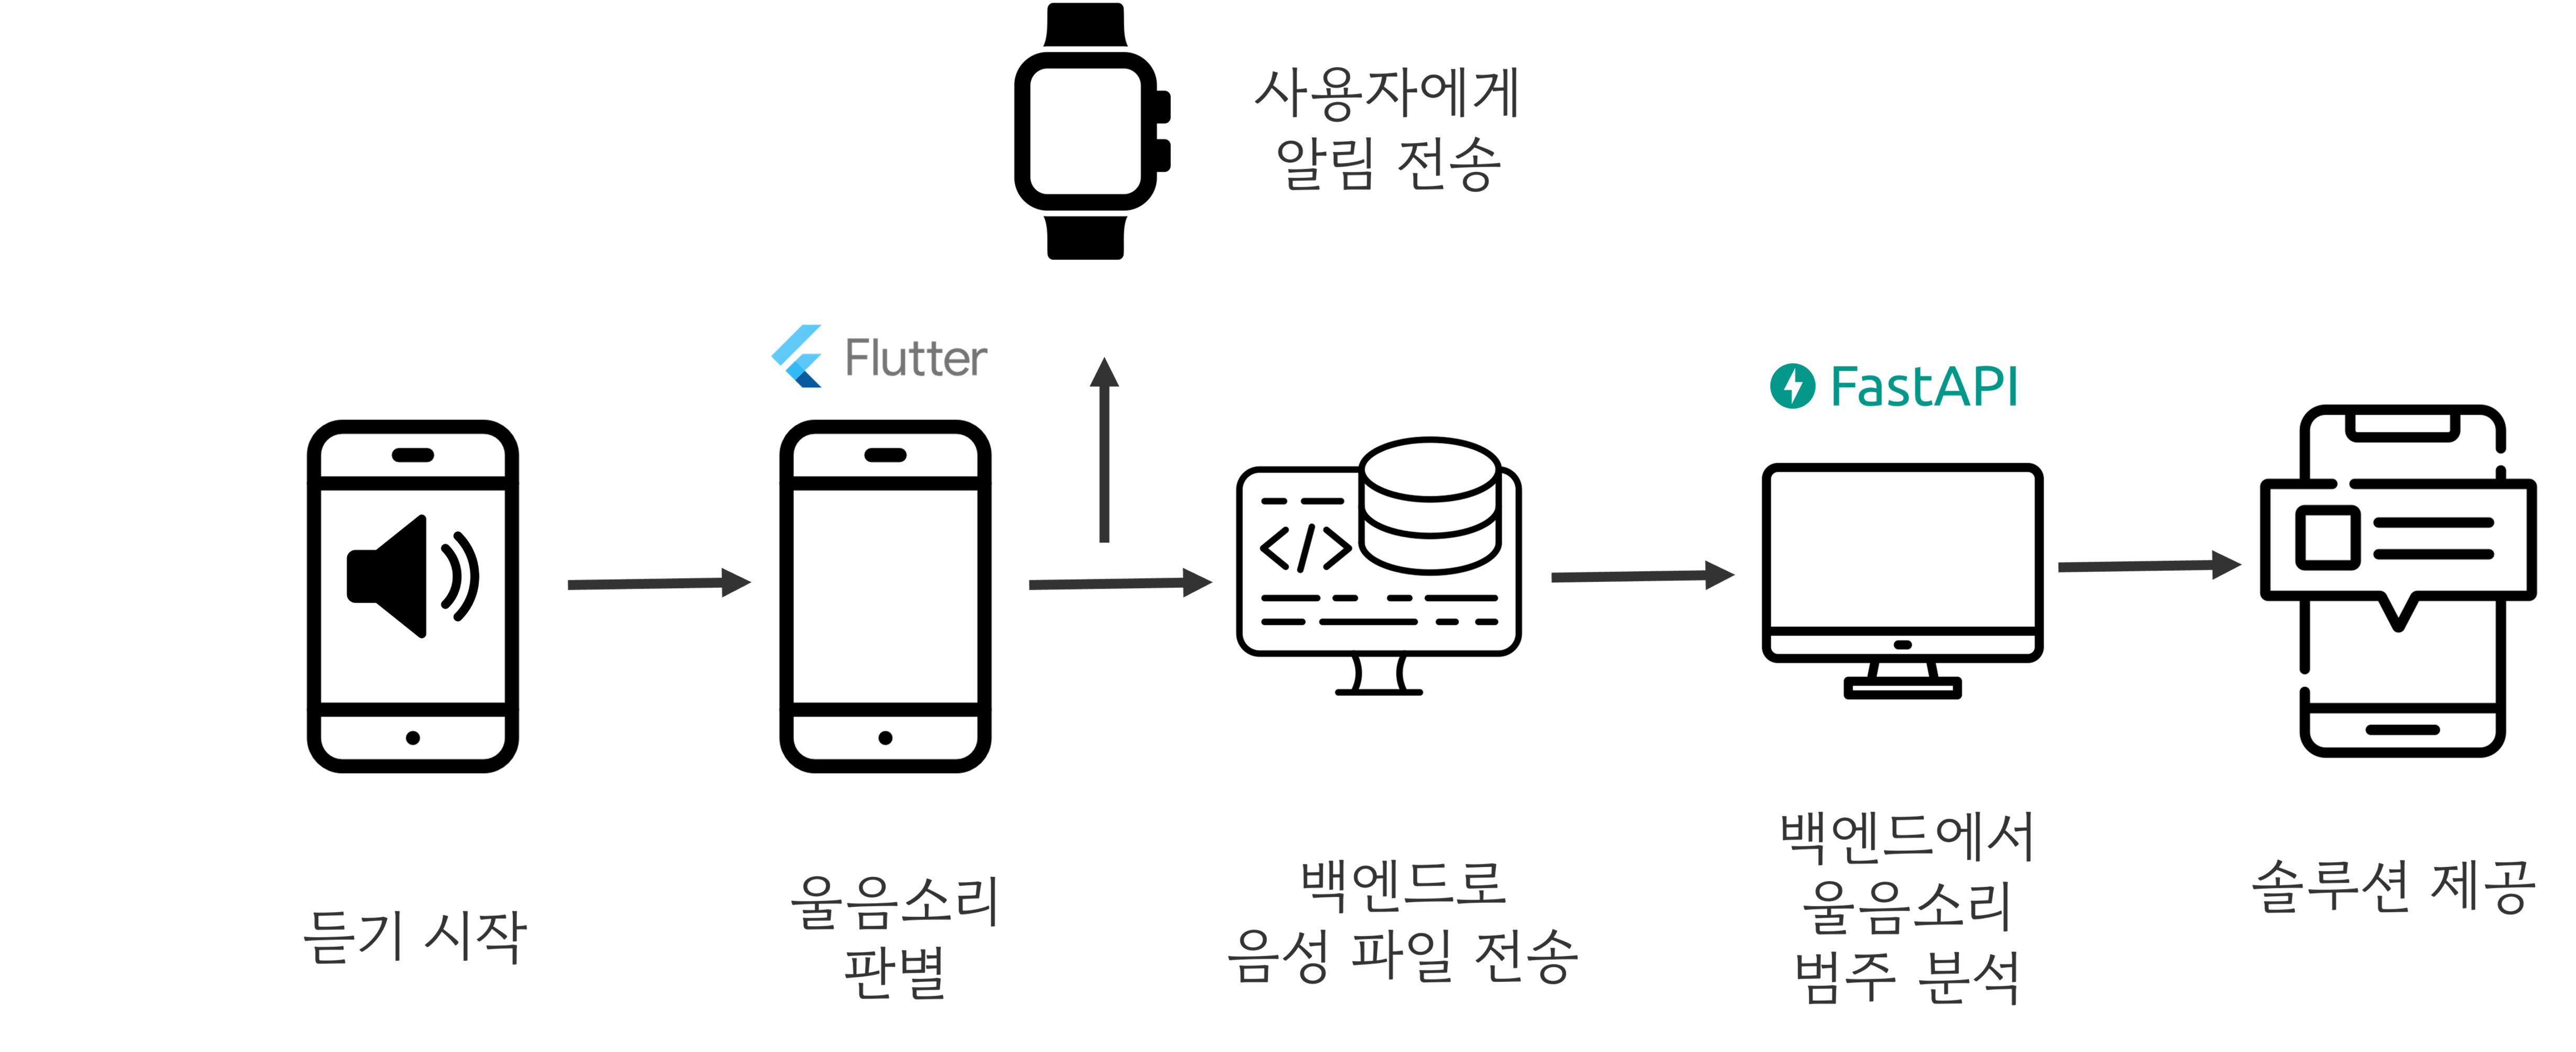 사용자에게
알림 전송
Flutter
FastAPI
</>
듣기 시작
울음소리
판별
백엔드로
음성 파일 전송
백엔드에서
울음소리
범주 분석
솔루션 제공